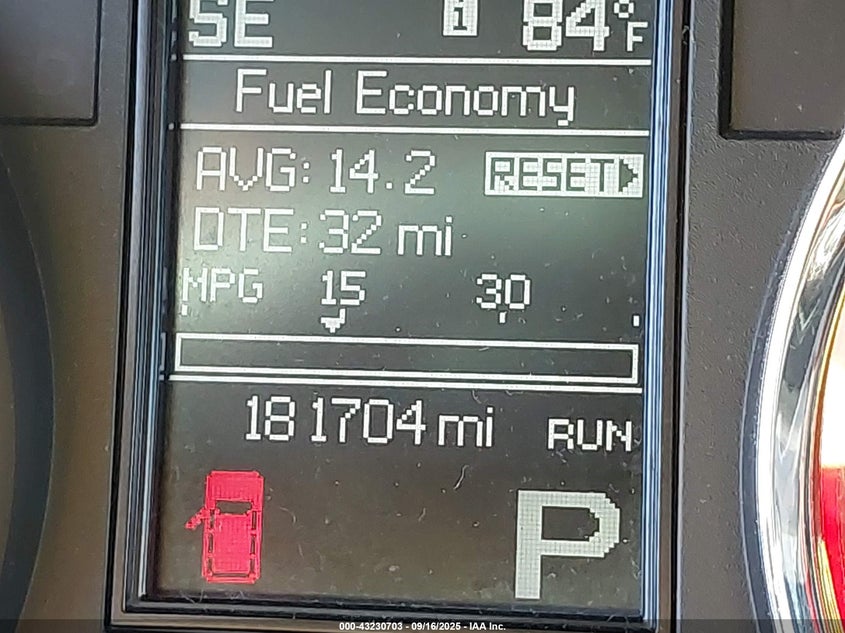 SE i 84°F
Fuel Economy
AVG: 14.2 RESET
DTE: 32 mi
MPG 15 30
181704 mi RUN
P
000-43230703 - 09/16/2025 - IAA Inc.